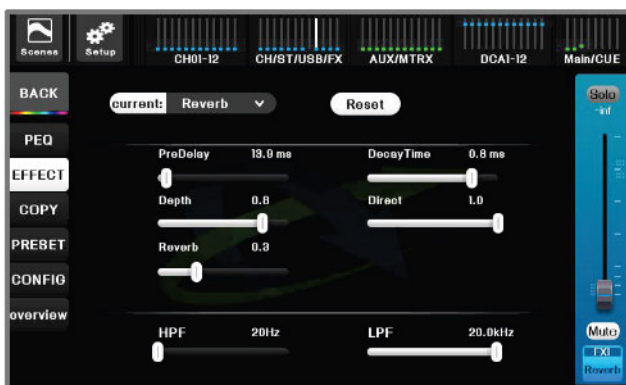 Scenes Setup CH01-12 CH/ST/USB/FX AUX/MTRX DCA1-12 Main/CUE
BACK current: Reverb Reset Solo
-inf
PEQ
PreDelay 13.9 ms DecayTime 0.8 ms
EFFECT
Depth 0.8 Direct 1.0
COPY
PRESET Reverb 0.3
CONFIG
overview
HPF 20Hz LPF 20.0kHz Mute
FX1
Reverb